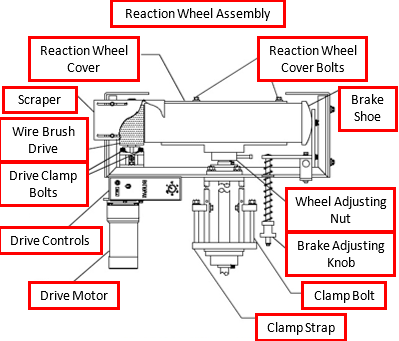 Reaction Wheel Assembly
Reaction Wheel
Cover
Reaction Wheel
Cover Bolts
Scraper
Brake
Shoe
Wire Brush
Drive
Drive Clamp
Bolts
Wheel Adjusting
Nut
Drive Controls
Brake Adjusting
Knob
Drive Motor
Clamp Bolt
Clamp Strap